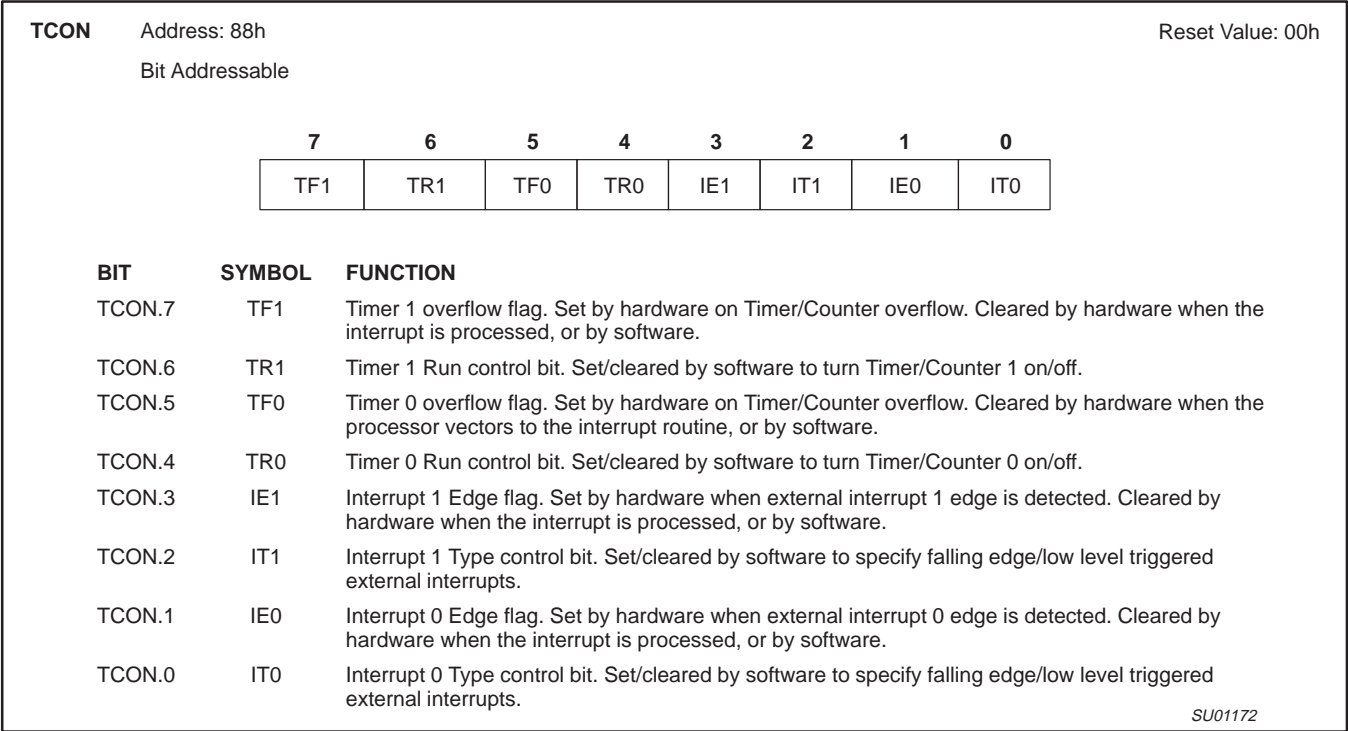 TCON Address: 88h Reset Value: 00h
Bit Addressable
7 6 5 4 3 2 1 0
TF1 TR1 TF0 TR0 IE1 IT1 IE0 IT0
BIT SYMBOL FUNCTION
TCON.7 TF1 Timer 1 overflow flag. Set by hardware on Timer/Counter overflow. Cleared by hardware when the
interrupt is processed, or by software.
TCON.6 TR1 Timer 1 Run control bit. Set/cleared by software to turn Timer/Counter 1 on/off.
TCON.5 TF0 Timer 0 overflow flag. Set by hardware on Timer/Counter overflow. Cleared by hardware when the
processor vectors to the interrupt routine, or by software.
TCON.4 TR0 Timer 0 Run control bit. Set/cleared by software to turn Timer/Counter 0 on/off.
TCON.3 IE1 Interrupt 1 Edge flag. Set by hardware when external interrupt 1 edge is detected. Cleared by
hardware when the interrupt is processed, or by software.
TCON.2 IT1 Interrupt 1 Type control bit. Set/cleared by software to specify falling edge/low level triggered
external interrupts.
TCON.1 IE0 Interrupt 0 Edge flag. Set by hardware when external interrupt 0 edge is detected. Cleared by
hardware when the interrupt is processed, or by software.
TCON.0 IT0 Interrupt 0 Type control bit. Set/cleared by software to specify falling edge/low level triggered
external interrupts.
SU01172